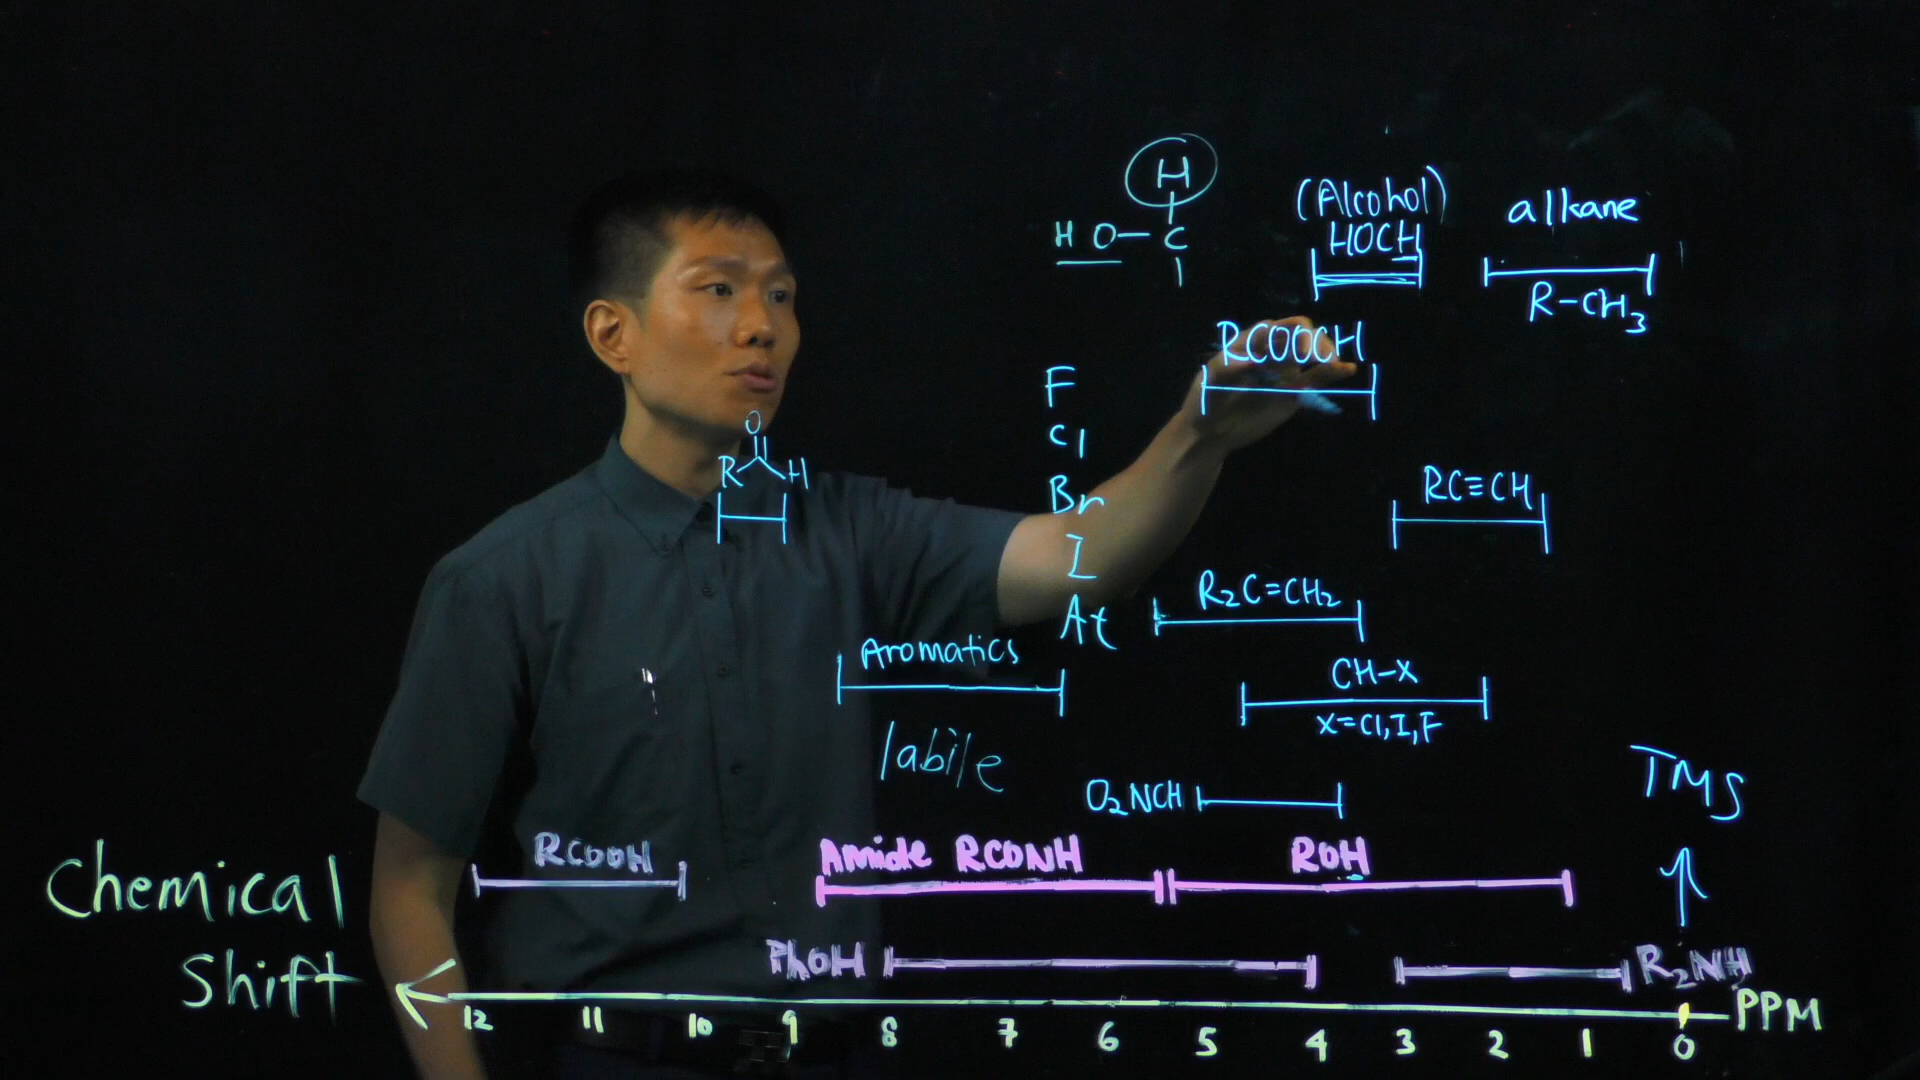 H
H O-C
(Alcohol)
HOCH
alkane
R-CH3
RCOOCH
F
Cl
Br
I
At
O
R H
RC≡CH
R2C=CH2
Aromatics
CH-X
X=Cl,I,F
labile
O2NCH
TMS
RCOOH
Amide RCONH
ROH
Chemical
Shift
PhOH
R2NH
PPM
12 11 10 9 8 7 6 5 4 3 2 1 0